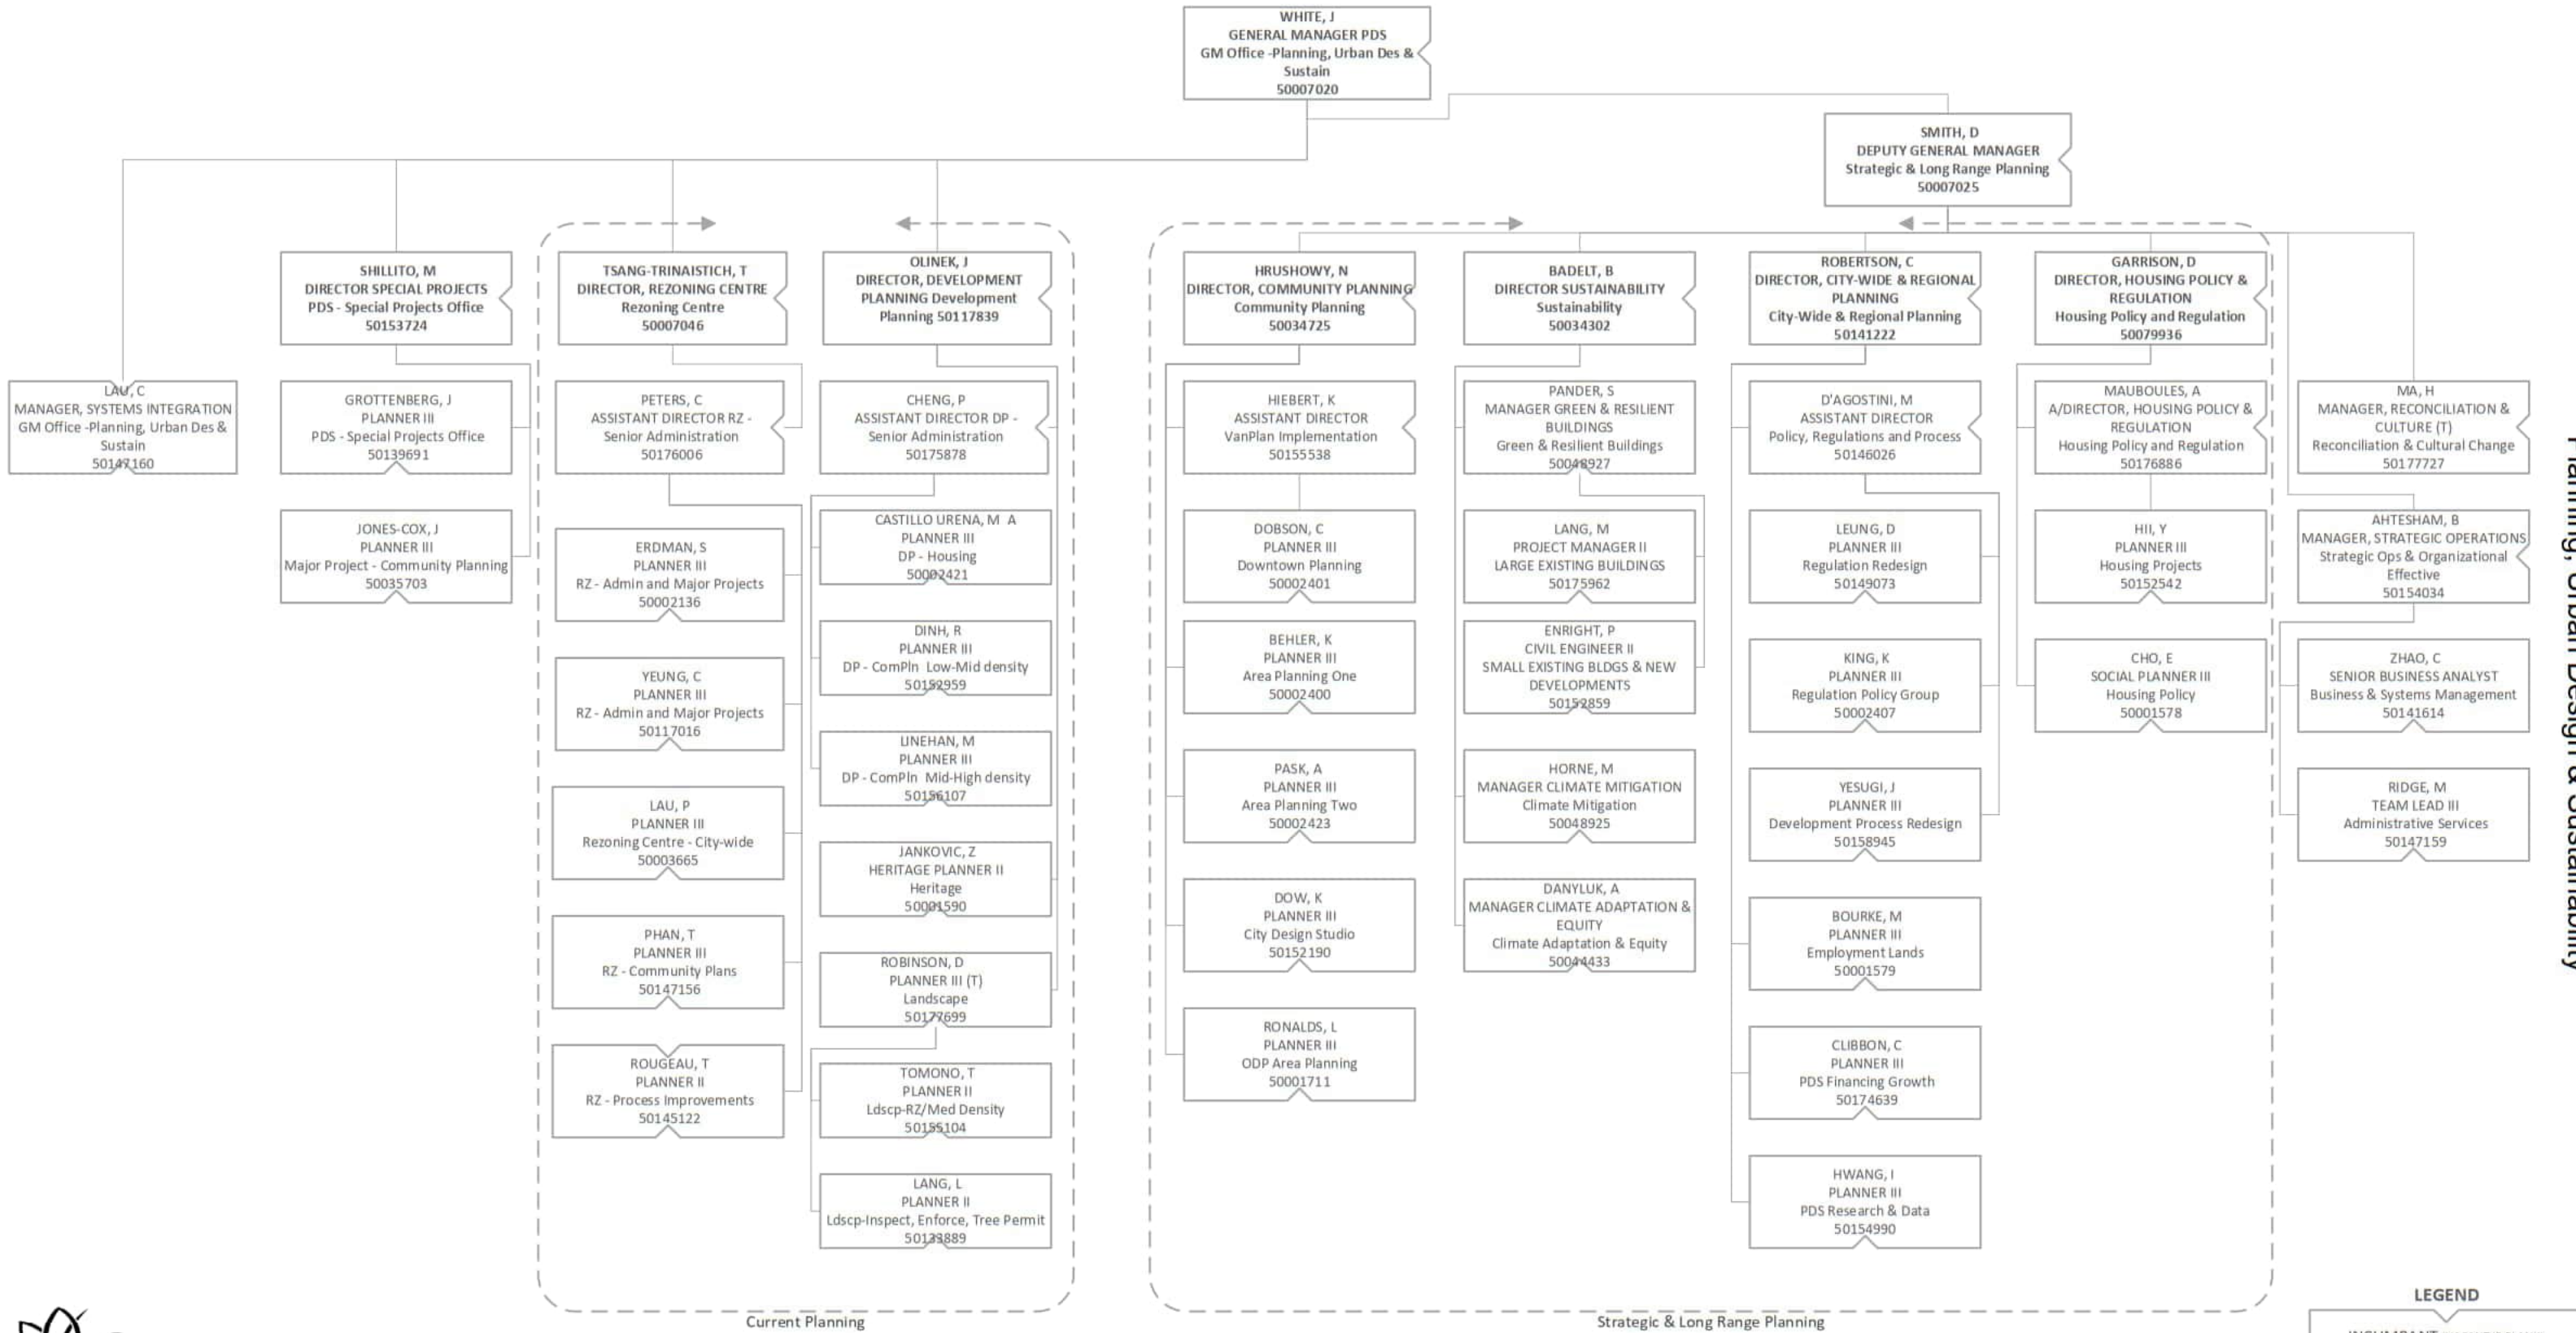 WHITE, J
GENERAL MANAGER PDS
GM Office -Planning, Urban Des &
Sustain
50007020
SMITH, D
DEPUTY GENERAL MANAGER
Strategic & Long Range Planning
50007025
LAU, C
MANAGER, SYSTEMS INTEGRATION
GM Office -Planning, Urban Des &
Sustain
50147160
SHILLITO, M
DIRECTOR SPECIAL PROJECTS
PDS - Special Projects Office
50153724
GROTTENBERG, J
PLANNER III
PDS - Special Projects Office
50139691
JONES-COX, J
PLANNER III
Major Project - Community Planning
50035703
TSANG-TRINAISTICH, T
DIRECTOR, REZONING CENTRE
Rezoning Centre
50007046
PETERS, C
ASSISTANT DIRECTOR RZ -
Senior Administration
50176006
ERDMAN, S
PLANNER III
RZ - Admin and Major Projects
50002136
YEUNG, C
PLANNER III
RZ - Admin and Major Projects
50117016
LAU, P
PLANNER III
Rezoning Centre - City-wide
50003665
PHAN, T
PLANNER III
RZ - Community Plans
50147156
ROUGEAU, T
PLANNER II
RZ - Process Improvements
50145122
OLINEK, J
DIRECTOR, DEVELOPMENT
PLANNING Development
Planning 50117839
CHENG, P
ASSISTANT DIRECTOR DP -
Senior Administration
50175878
CASTILLO URENA, M A
PLANNER III
DP - Housing
50002421
DINH, R
PLANNER III
DP - ComPln Low-Mid density
50152959
LINEHAN, M
PLANNER III
DP - ComPln Mid-High density
50156107
JANKOVIC, Z
HERITAGE PLANNER II
Heritage
50001590
ROBINSON, D
PLANNER III (T)
Landscape
50177699
TOMONO, T
PLANNER II
Ldscp-RZ/Med Density
50155104
LANG, L
PLANNER II
Ldscp-Inspect, Enforce, Tree Permit
50133889
Current Planning
HRUSHOWY, N
DIRECTOR, COMMUNITY PLANNING
Community Planning
50034725
HIEBERT, K
ASSISTANT DIRECTOR
VanPlan Implementation
50155538
DOBSON, C
PLANNER III
Downtown Planning
50002401
BEHLER, K
PLANNER III
Area Planning One
50002400
PASK, A
PLANNER III
Area Planning Two
50002423
DOW, K
PLANNER III
City Design Studio
50152190
RONALDS, L
PLANNER III
ODP Area Planning
50001711
BADELT, B
DIRECTOR SUSTAINABILITY
Sustainability
50034302
PANDER, S
MANAGER GREEN & RESILIENT
BUILDINGS
Green & Resilient Buildings
50048927
LANG, M
PROJECT MANAGER II
LARGE EXISTING BUILDINGS
50175962
ENRIGHT, P
CIVIL ENGINEER II
SMALL EXISTING BLDGS & NEW
DEVELOPMENTS
50152859
HORNE, M
MANAGER CLIMATE MITIGATION
Climate Mitigation
50048925
DANYLUK, A
MANAGER CLIMATE ADAPTATION &
EQUITY
Climate Adaptation & Equity
50044433
ROBERTSON, C
DIRECTOR, CITY-WIDE & REGIONAL
PLANNING
City-Wide & Regional Planning
50141222
D'AGOSTINI, M
ASSISTANT DIRECTOR
Policy, Regulations and Process
50146026
LEUNG, D
PLANNER III
Regulation Redesign
50149073
KING, K
PLANNER III
Regulation Policy Group
50002407
YESUGI, J
PLANNER III
Development Process Redesign
50158945
BOURKE, M
PLANNER III
Employment Lands
50001579
CLIBBON, C
PLANNER III
PDS Financing Growth
50174639
HWANG, I
PLANNER III
PDS Research & Data
50154990
GARRISON, D
DIRECTOR, HOUSING POLICY &
REGULATION
Housing Policy and Regulation
50079936
MAUBOULES, A
A/DIRECTOR, HOUSING POLICY &
REGULATION
Housing Policy and Regulation
50176886
HII, Y
PLANNER III
Housing Projects
50152542
CHO, E
SOCIAL PLANNER III
Housing Policy
50001578
Strategic & Long Range Planning
MA, H
MANAGER, RECONCILIATION &
CULTURE (T)
Reconciliation & Cultural Change
50177727
AHTESHAM, B
MANAGER, STRATEGIC OPERATIONS
Strategic Ops & Organizational
Effective
50154034
ZHAO, C
SENIOR BUSINESS ANALYST
Business & Systems Management
50141614
RIDGE, M
TEAM LEAD III
Administrative Services
50147159
Planning, Urban Design & Sustainability
LEGEND